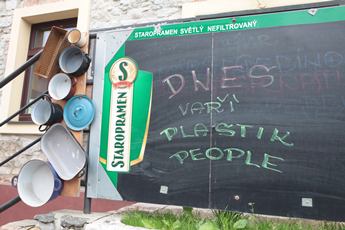 STAROPRAMEN SVĚTLÝ NEFILTROVANÝ
S
STAROPRAMEN
DNES
VAŘÍ
PLASTIK
PEOPLE